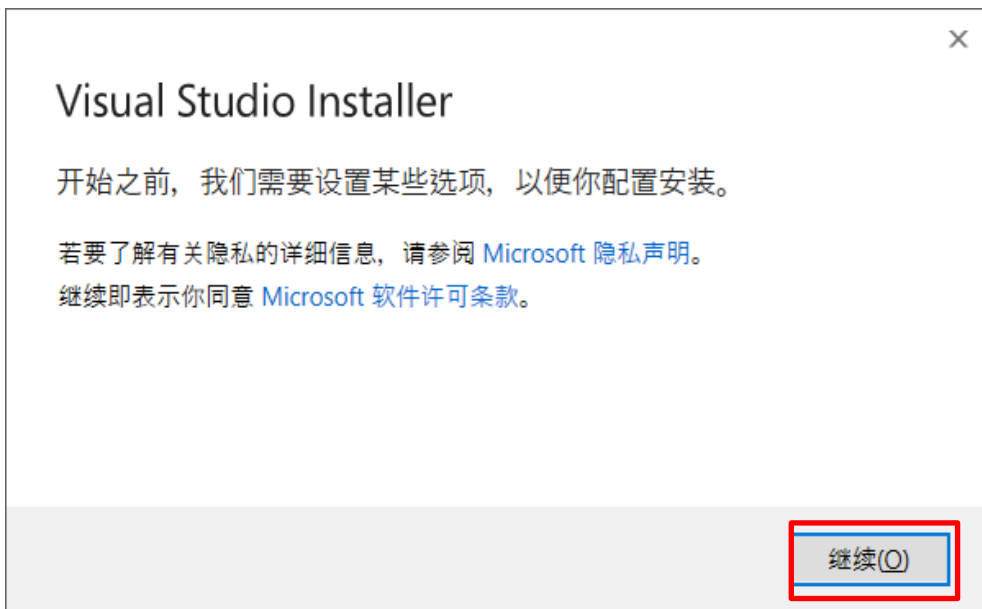 Visual Studio Installer
开始之前，我们需要设置某些选项，以便你配置安装。
若要了解有关隐私的详细信息，请参阅 Microsoft 隐私声明。
继续即表示你同意 Microsoft 软件许可条款。
继续(O)